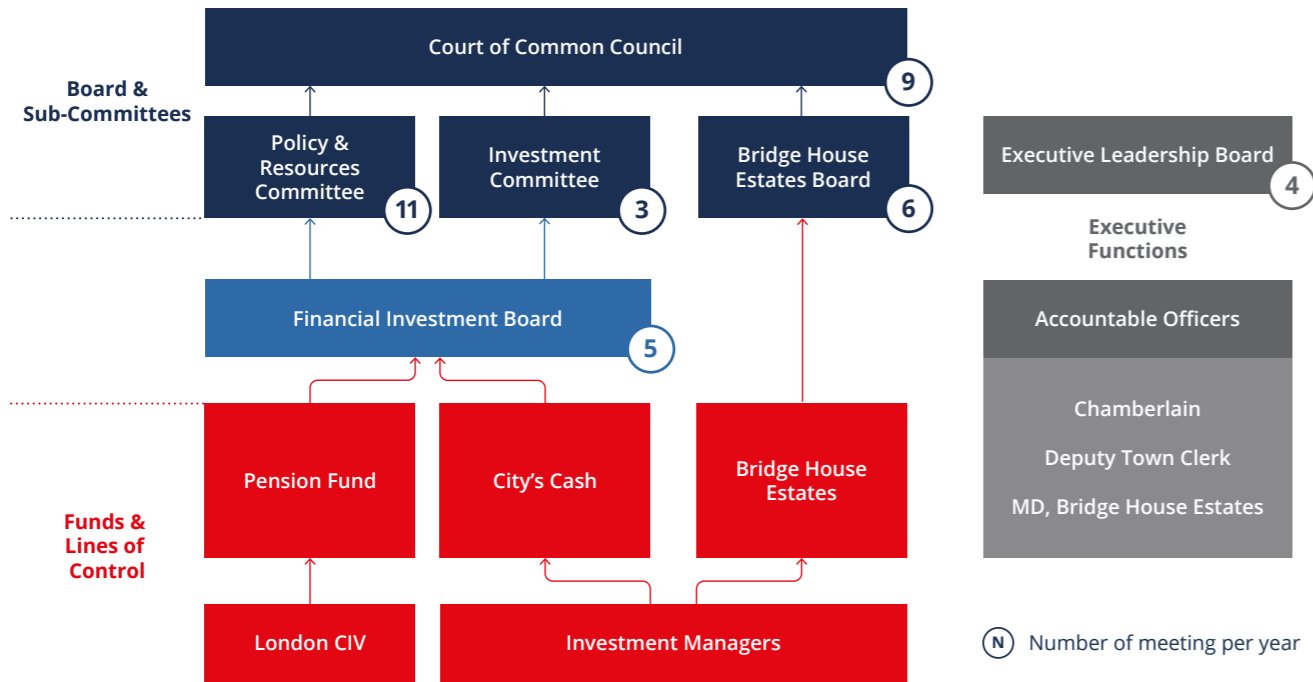 Court of Common Council
9
Board &
Sub-Committees
Policy &
Resources
Committee
11
Investment
Committee
3
Bridge House
Estates Board
6
Executive Leadership Board
4
Executive
Functions
Financial Investment Board
5
Accountable Officers
Chamberlain
Deputy Town Clerk
MD, Bridge House Estates
Funds &
Lines of
Control
Pension Fund
City’s Cash
Bridge House
Estates
London CIV
Investment Managers
N Number of meeting per year